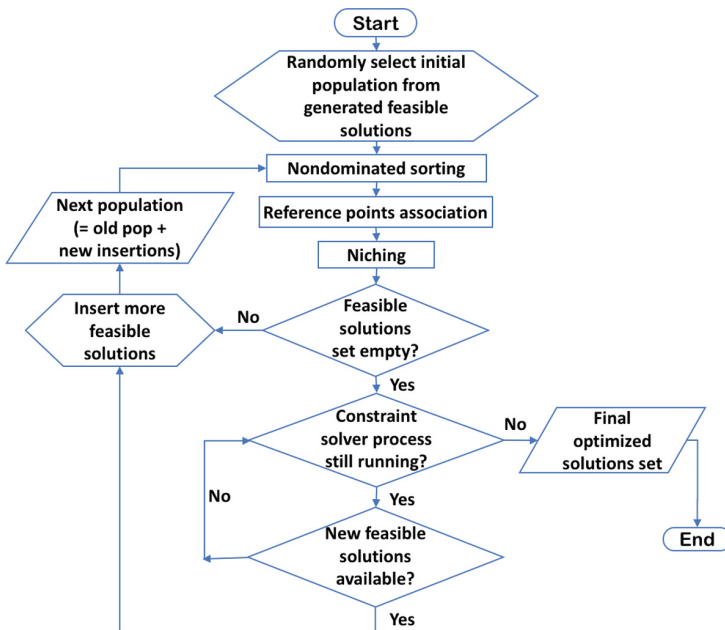 Start
Randomly select initial
population from
generated feasible
solutions
Nondominated sorting
Next population
(= old pop +
new insertions)
Reference points association
Niching
Insert more
feasible
solutions
No
Feasible
solutions
set empty?
Yes
Constraint
solver process
still running?
No
Final
optimized
solutions set
No
Yes
New feasible
solutions
available?
End
Yes